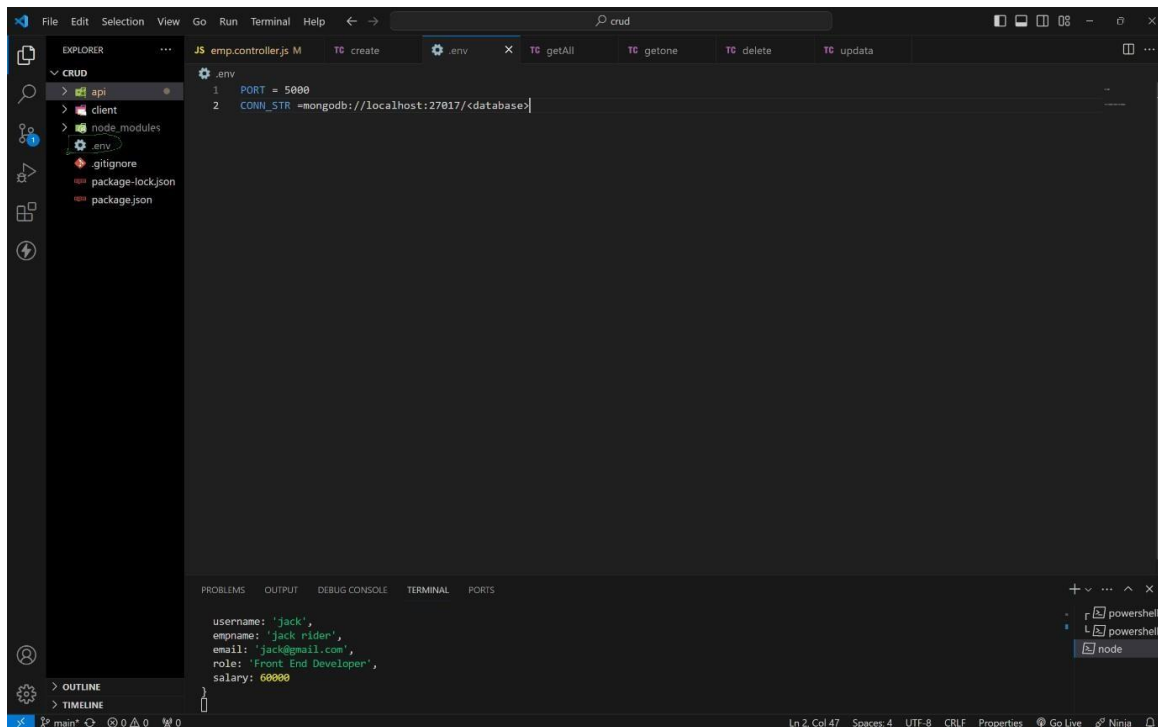 File Edit Selection View Go Run Terminal Help
crud
EXPLORER
CRUD
api
client
node_modules
.env
.gitignore
package-lock.json
package.json
OUTLINE
TIMELINE
JS emp.controller.js M TC create .env TC getAll TC getone TC delete TC updata
.env
1 PORT = 5000
2 CONN_STR =mongodb://localhost:27017/<database>
PROBLEMS OUTPUT DEBUG CONSOLE TERMINAL PORTS
username: 'jack',
empname: 'jack rider',
email: 'jack@gmail.com',
role: 'Front End Developer',
salary: 60000
}
powershell
powershell
node
1
main* 0 0 0 Ln 2, Col 47 Spaces: 4 UTF-8 CRLF Properties Go Live Ninja